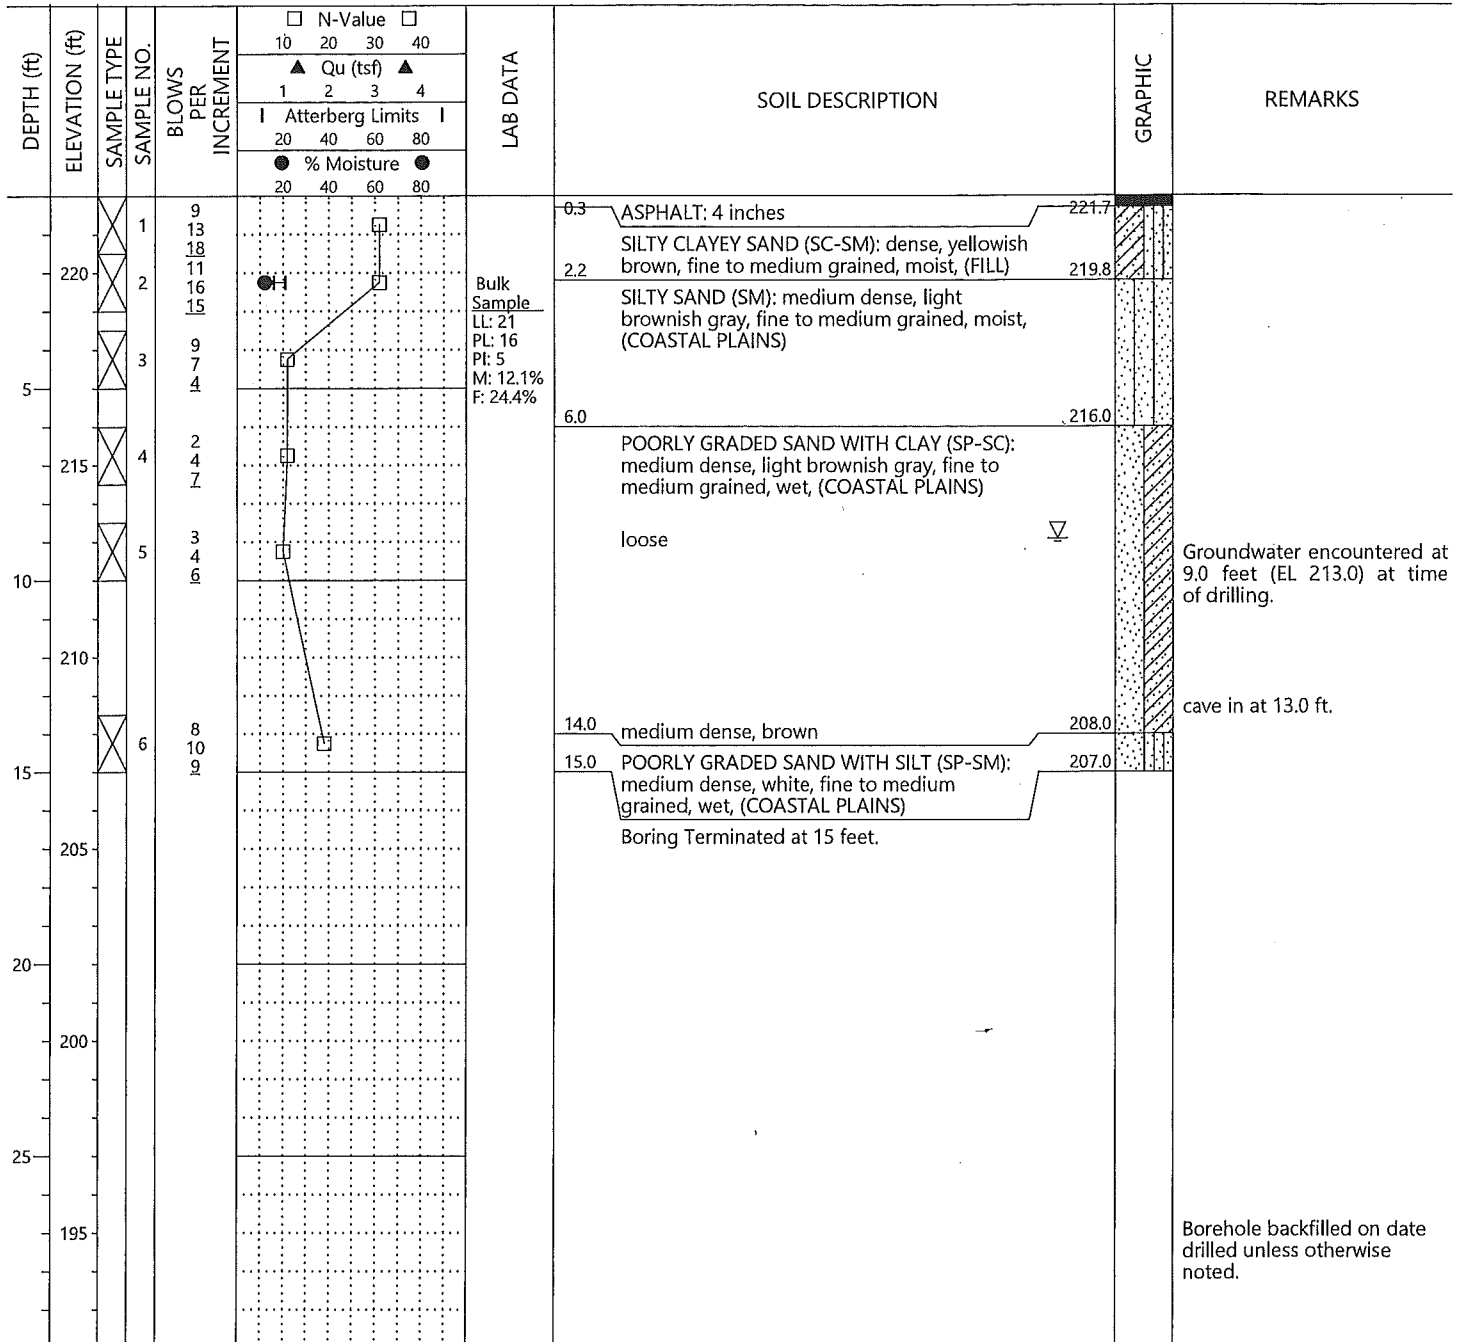 DEPTH (ft)
ELEVATION (ft)
SAMPLE TYPE
SAMPLE NO.
BLOWS
PER
INCREMENT
□ N-Value □
10 20 30 40
▲ Qu (tsf) ▲
1 2 3 4
Atterberg Limits
20 40 60 80
● % Moisture ●
20 40 60 80
LAB DATA
SOIL DESCRIPTION
GRAPHIC
REMARKS
5
10
15
20
25
220
215
210
205
200
195
1
9
13
18
2
11
16
15
3
9
7
4
4
2
4
7
5
3
4
6
6
8
10
9
Bulk
Sample
LL: 21
PL: 16
PI: 5
M: 12.1%
F: 24.4%
0.3 ASPHALT: 4 inches 221.7
SILTY CLAYEY SAND (SC-SM): dense, yellowish
2.2 brown, fine to medium grained, moist, (FILL) 219.8
SILTY SAND (SM): medium dense, light
brownish gray, fine to medium grained, moist,
(COASTAL PLAINS)
6.0 216.0
POORLY GRADED SAND WITH CLAY (SP-SC):
medium dense, light brownish gray, fine to
medium grained, wet, (COASTAL PLAINS)
loose
14.0 medium dense, brown 208.0
15.0 POORLY GRADED SAND WITH SILT (SP-SM): 207.0
medium dense, white, fine to medium
grained, wet, (COASTAL PLAINS)
Boring Terminated at 15 feet.
Groundwater encountered at
9.0 feet (EL 213.0) at time
of drilling.
cave in at 13.0 ft.
Borehole backfilled on date
drilled unless otherwise
noted.